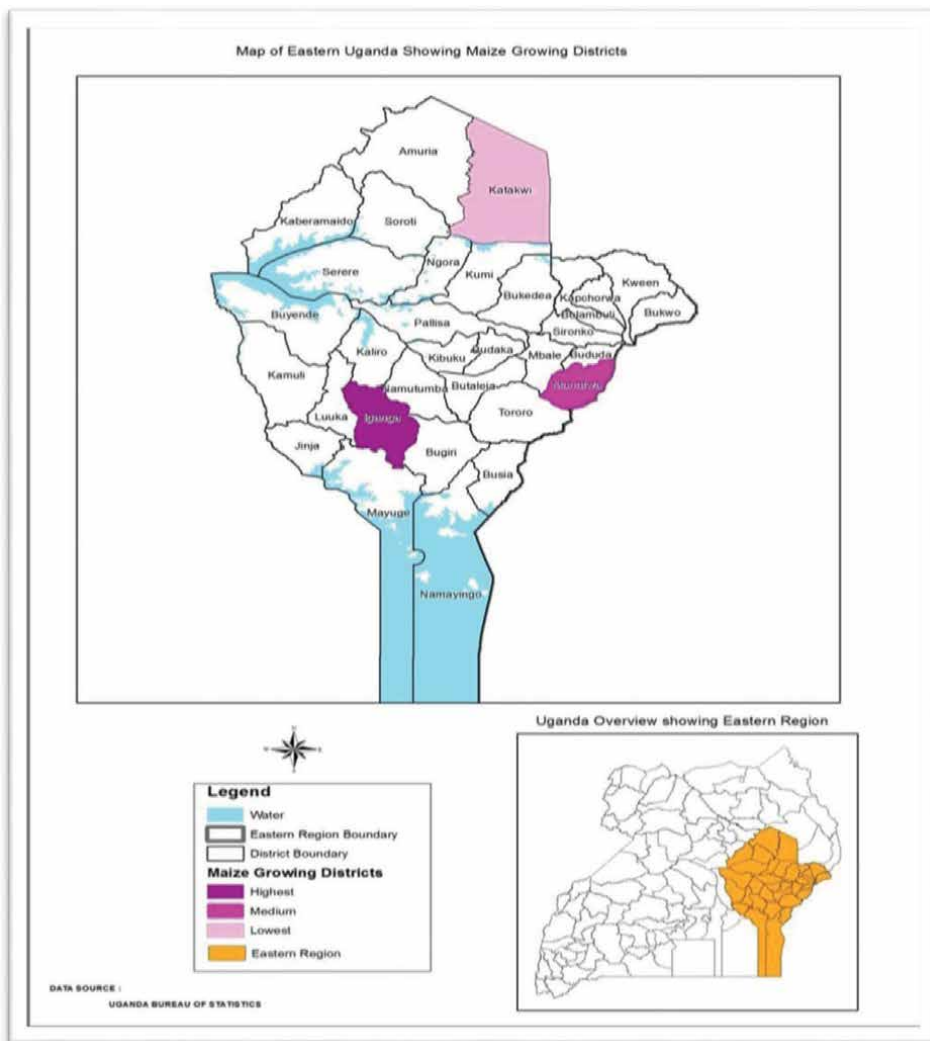 Map of Eastern Uganda Showing Maize Growing Districts
Amuria
Katakwi
Kaberamaido
Soroti
Ngora
Serere
Kumi
Kween
Bukedea
Kapchorwa
Bulambuli
Bukwo
Buyende
Pallisa
Sironko
Kaliro
Kibuku
Budaka
Mbale
Bududa
Kamuli
Namutumba
Butaleja
Luuka
Iganga
Tororo
Jinja
Bugiri
Busia
Mayuge
Namayingo
Uganda Overview showing Eastern Region
Legend
Water
Eastern Region Boundary
District Boundary
Maize Growing Districts
Highest
Medium
Lowest
Eastern Region
DATA SOURCE :
UGANDA BUREAU OF STATISTICS